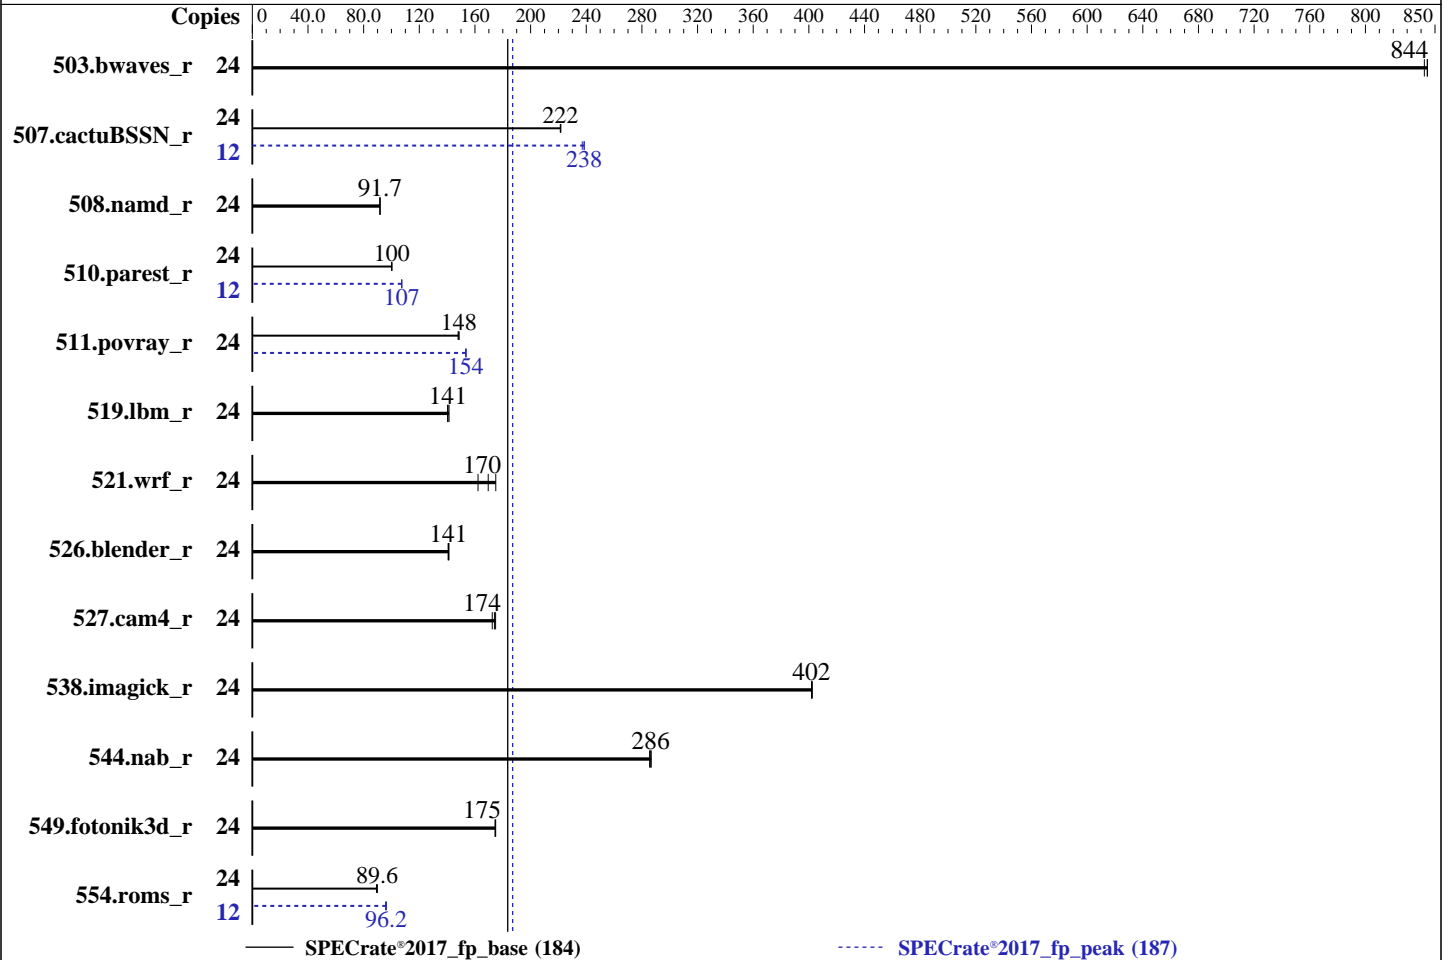 Copies 0 40.0 80.0 120 160 200 240 280 320 360 400 440 480 520 560 600 640 680 720 760 800 850
503.bwaves_r 24 844
507.cactuBSSN_r 24 222
12 238
508.namd_r 24 91.7
510.parest_r 24 100
12 107
511.povray_r 24 148
154
519.lbm_r 24 141
521.wrf_r 24 170
526.blender_r 24 141
527.cam4_r 24 174
538.imagick_r 24 402
544.nab_r 24 286
549.fotonik3d_r 24 175
554.roms_r 24 89.6
12 96.2
SPECrate®2017_fp_base (184) SPECrate®2017_fp_peak (187)